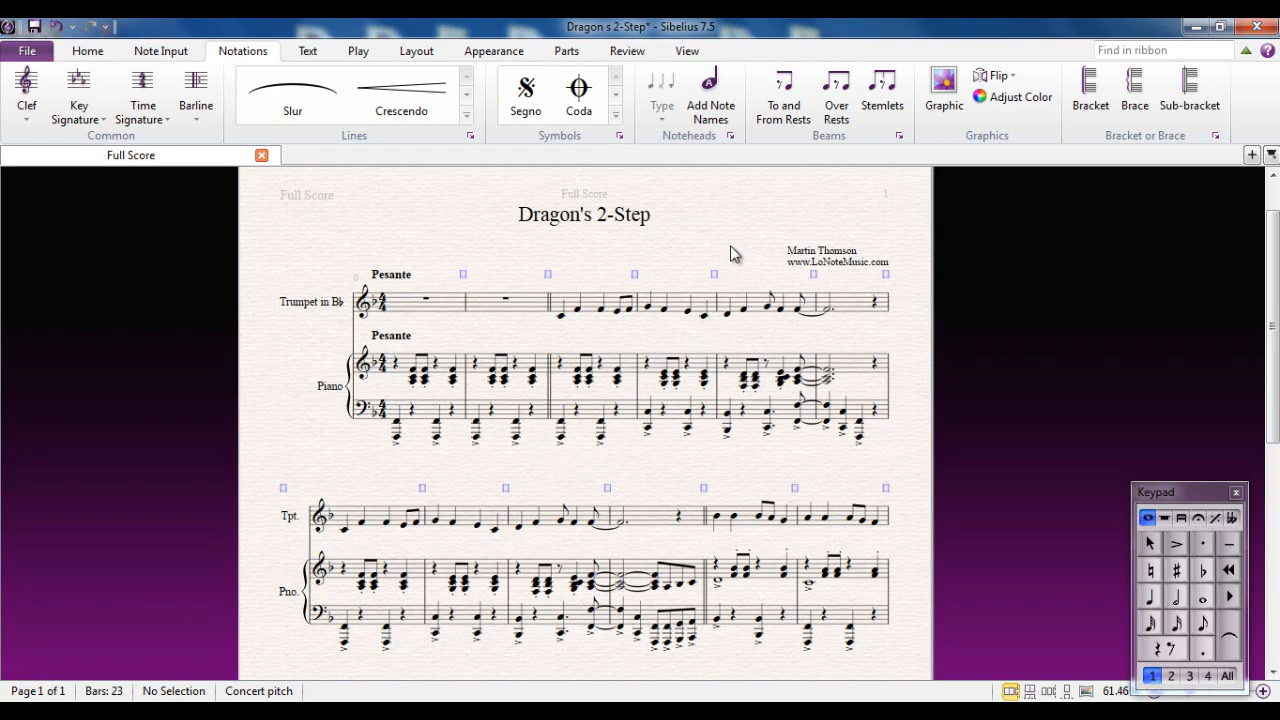 Dragon s 2-Step* - Sibelius 7.5
File Home Note Input Notations Text Play Layout Appearance Parts Review View Find in ribbon
Clef Key Signature Time Signature Barline Slur Crescendo Segno Coda Type Add Note Names To and From Rests Over Rests Stemlets Graphic Flip Adjust Color Bracket Brace Sub-bracket
Common Lines Symbols Noteheads Beams Graphics Bracket or Brace
Full Score
Full Score Full Score 1
Dragon's 2-Step
Martin Thomson
www.LoNoteMusic.com
Pesante
Trumpet in B♭
Pesante
Piano
Keypad
Tpt.
Pno.
1 2 3 4 All
Page 1 of 1 Bars: 23 No Selection Concert pitch 61.46